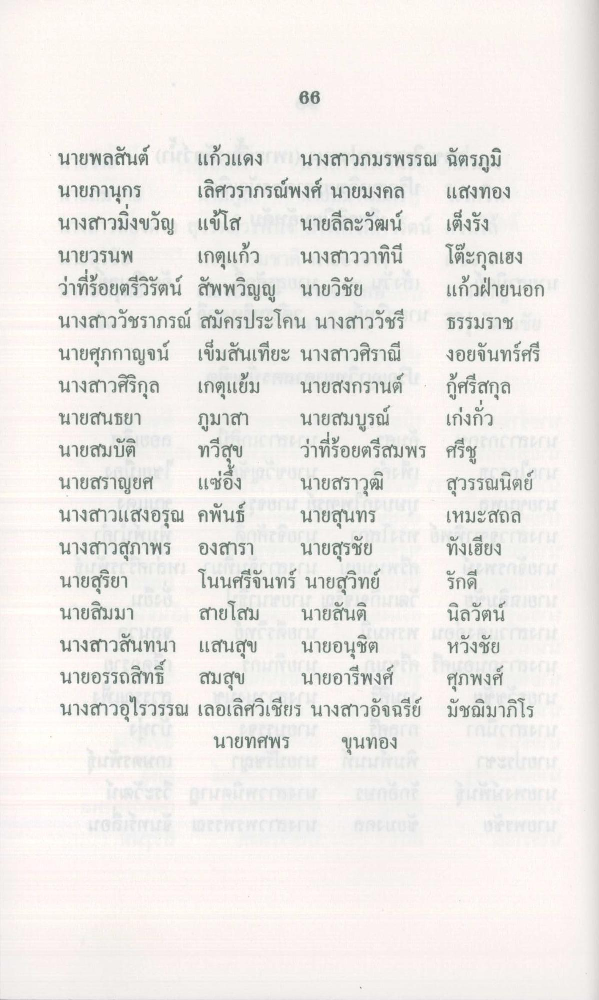 66
นายพลสันต์ แก้วแดง นางสาวภมรพรรณ ฉัตรภูมิ
นายภานุกร เลิศวราภรณ์พงศ์ นายมงคล แสงทอง
นางสาวมิ่งขวัญ แข้โส นายลีละวัฒน์ เต็งรัง
นายวรนพ เกตุแก้ว นางสาววาทินี โต๊ะกุลเฮง
ว่าที่ร้อยตรีวิรัตน์ สัพพวิญญู นายวิชัย แก้วฝ่ายนอก
นางสาววัชราภรณ์ สมัครประโคน นางสาววัชรี ธรรมราช
นายศุภกาญจน์ เข็มสันเทียะ นางสาวศิราณี งอยจันทร์ศรี
นางสาวศิริกุล เกตุแย้ม นายสงกรานต์ กู้ศรีสกุล
นายสนธยา ภูมาสา นายสมบูรณ์ เก่งกั่ว
นายสมบัติ ทวีสุข ว่าที่ร้อยตรีสมพร ศรีชู
นายสราญยศ แซ่อึ้ง นายสราวุฒิ สุวรรณนิตย์
นางสาวแสงอรุณ คพันธ์ นายสุนทร เหมะสถล
นางสาวสุภาพร องสารา นายสุรชัย ทังเฮียง
นายสุริยา โนนศรีจันทร์ นายสุวิทย์ รักดี
นายสิมมา สายโสม นายสันติ นิลวัตน์
นางสาวสันทนา แสนสุข นายอนุชิต หวังชัย
นายอรรถสิทธิ์ สมสุข นายอารีพงศ์ ศุภพงศ์
นางสาวอุไรวรรณ เลอเลิศวิเชียร นางสาวอัจฉรีย์ มัชฌิมาภิโร
นายทศพร ขุนทอง